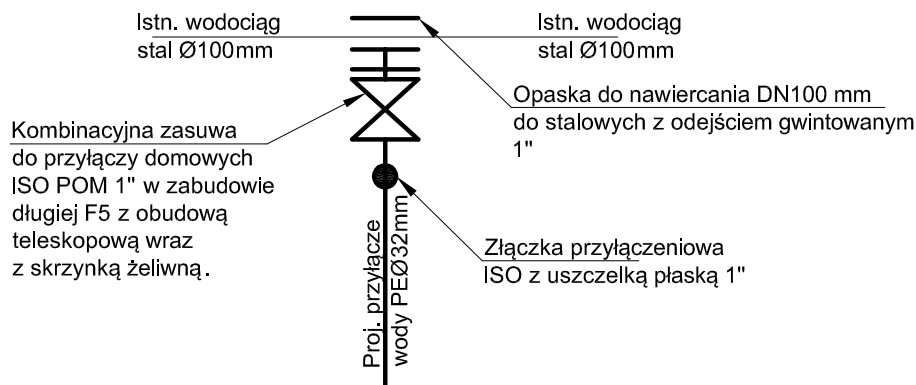 Istn. wodociąg
stal Ø100mm
Istn. wodociąg
stal Ø100mm
Opaska do nawiercania DN100 mm
do stalowych z odejściem gwintowanym
1"
Kombinacyjna zasuwa
do przyłączy domowych
ISO POM 1" w zabudowie
długiej F5 z obudową
teleskopową wraz
z skrzynką żeliwną.
Złączka przyłączeniowa
ISO z uszczelką płaską 1"
Proj. przyłącze
wody PEØ32mm